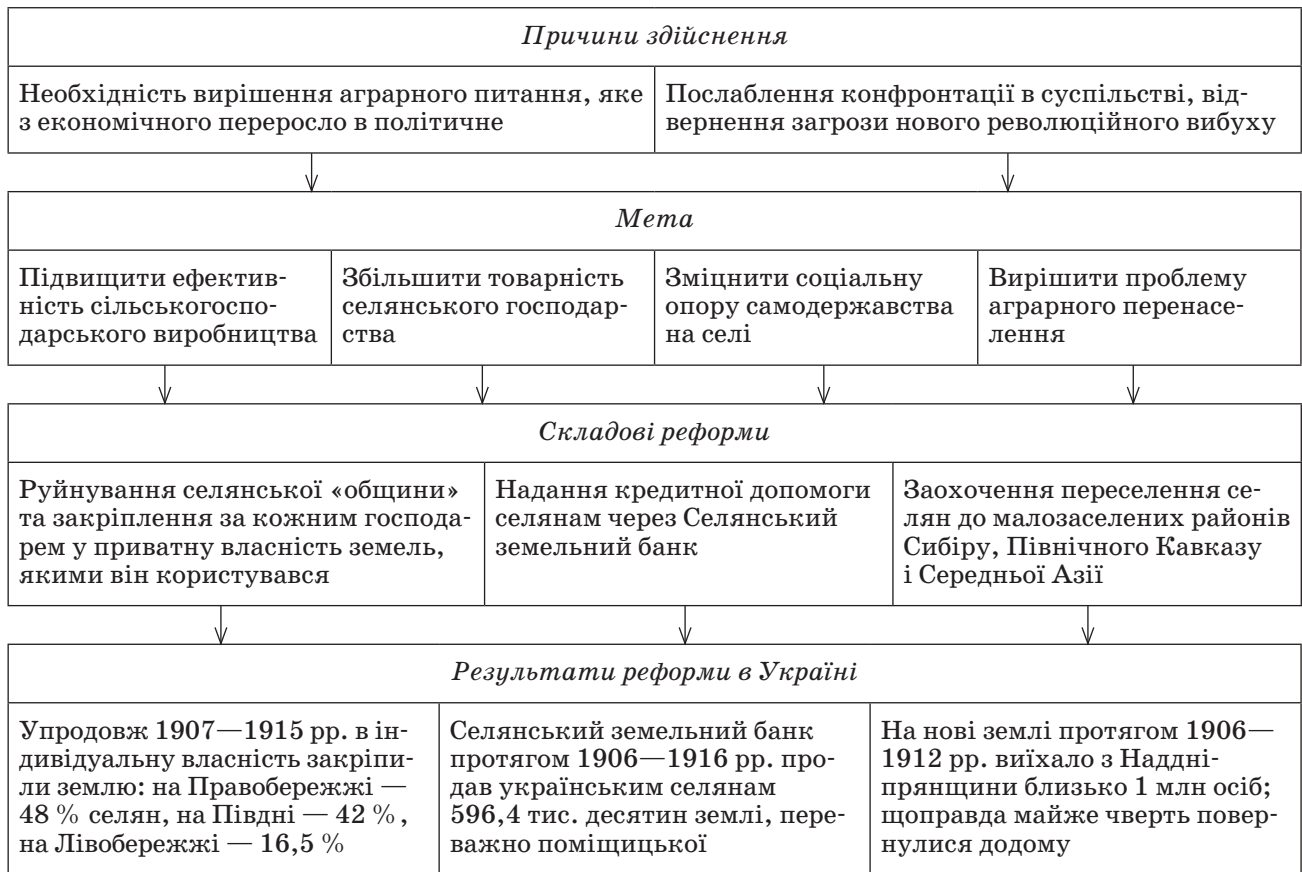 Причини здійснення
Необхідність вирішення аграрного питання, яке
з економічного переросло в політичне
Послаблення конфронтації в суспільстві, від-
вернення загрози нового революційного вибуху
Мета
Підвищити ефектив-
ність сільськогоспо-
дарського виробництва
Збільшити товарність
селянського господар-
ства
Зміцнити соціальну
опору самодержавства
на селі
Вирішити проблему
аграрного перенасе-
лення
Складові реформи
Руйнування селянської «общини»
та закріплення за кожним господа-
рем у приватну власність земель,
якими він користувався
Надання кредитної допомоги
селянам через Селянський
земельний банк
Заохочення переселення се-
лян до малозаселених районів
Сибіру, Північного Кавказу
і Середньої Азії
Результати реформи в Україні
Упродовж 1907—1915 рр. в ін-
дивідуальну власність закріпи-
ли землю: на Правобережжі —
48 % селян, на Півдні — 42 %,
на Лівобережжі — 16,5 %
Селянський земельний банк
протягом 1906—1916 рр. про-
дав українським селянам
596,4 тис. десятин землі, пере-
важно поміщицької
На нові землі протягом 1906—
1912 рр. виїхало з Наддні-
прянщини близько 1 млн осіб;
щоправда майже чверть повер-
нулися додому